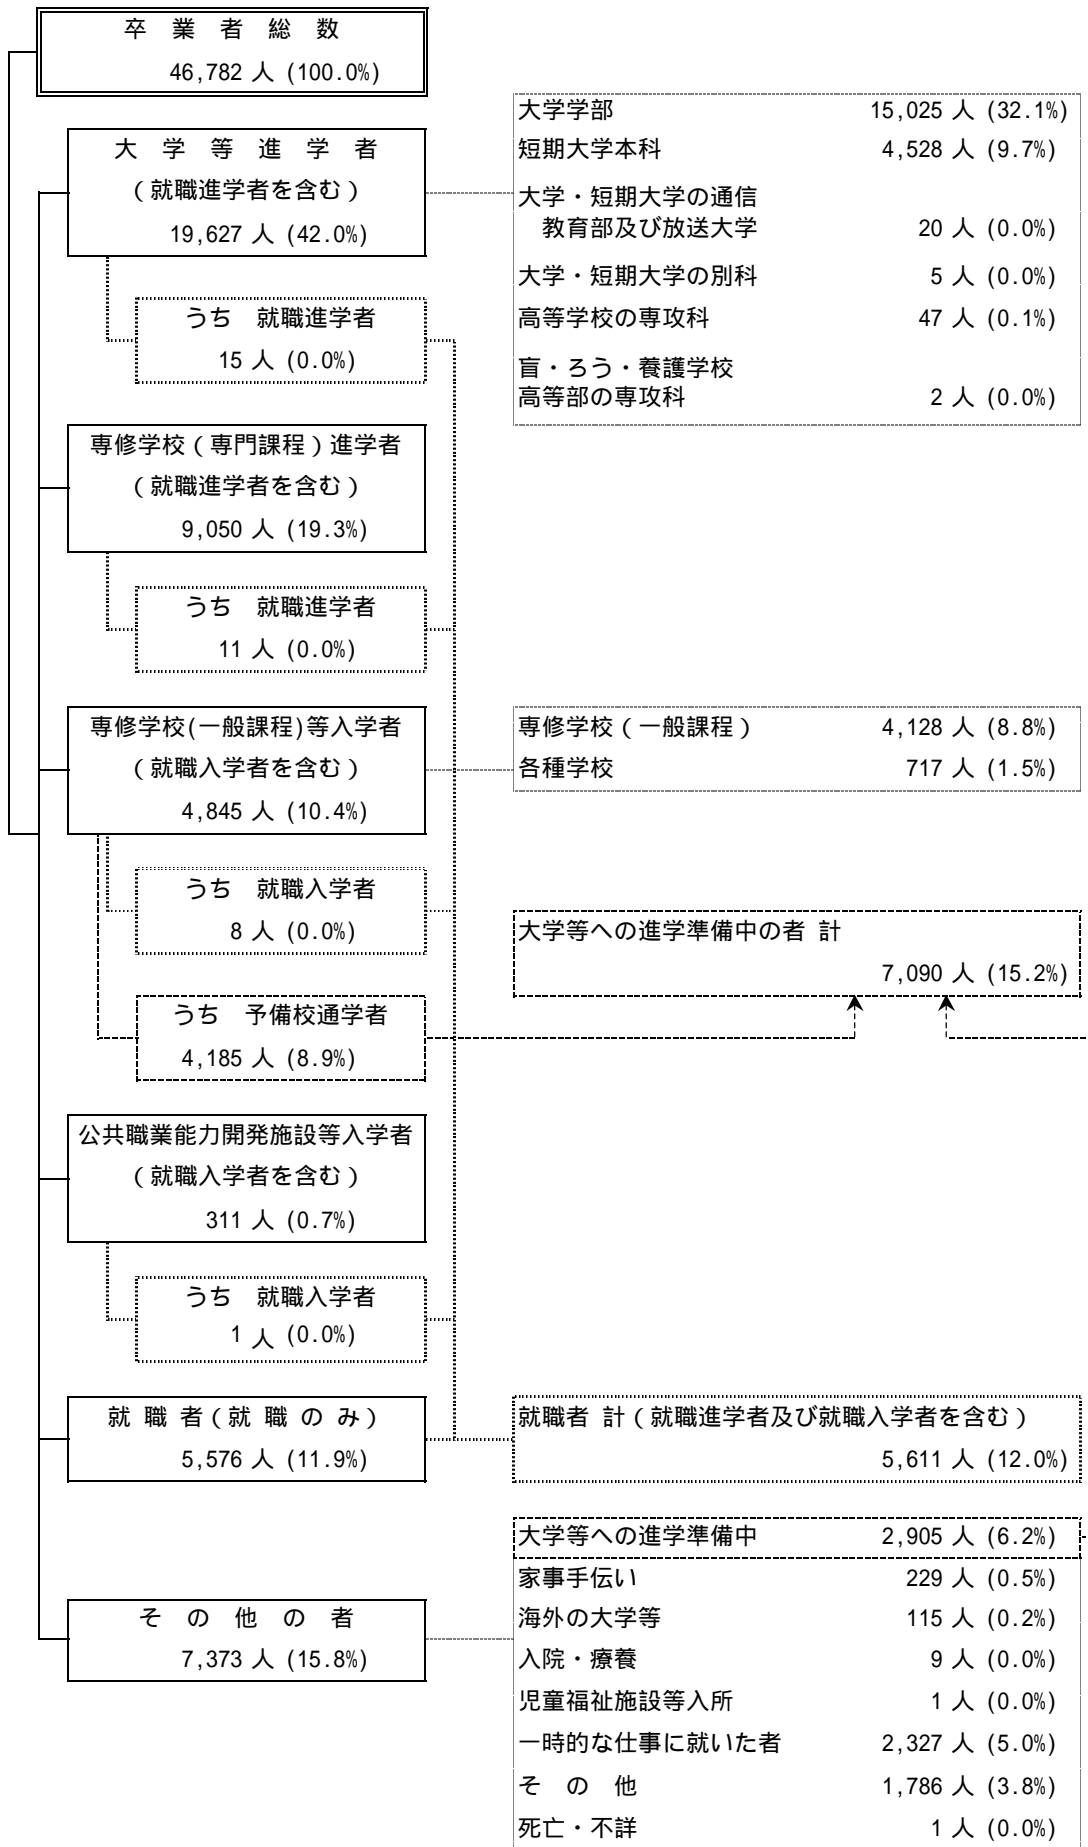 卒 業 者 総 数
46,782 人 (100.0%)
大 学 等 進 学 者
(就職進学者を含む)
19,627 人 (42.0%)
うち 就職進学者
15 人 (0.0%)
大学学部 15,025 人 (32.1%)
短期大学本科 4,528 人 (9.7%)
大学・短期大学の通信
教育部及び放送大学 20 人 (0.0%)
大学・短期大学の別科 5 人 (0.0%)
高等学校の専攻科 47 人 (0.1%)
盲・ろう・養護学校
高等部の専攻科 2 人 (0.0%)
専修学校(専門課程)進学者
(就職進学者を含む)
9,050 人 (19.3%)
うち 就職進学者
11 人 (0.0%)
専修学校(一般課程)等入学者
(就職入学者を含む)
4,845 人 (10.4%)
専修学校(一般課程) 4,128 人 (8.8%)
各種学校 717 人 (1.5%)
うち 就職入学者
8 人 (0.0%)
大学等への進学準備中の者 計
7,090 人 (15.2%)
うち 予備校通学者
4,185 人 (8.9%)
公共職業能力開発施設等入学者
(就職入学者を含む)
311 人 (0.7%)
うち 就職入学者
1 人 (0.0%)
就 職 者(就 職 の み)
5,576 人 (11.9%)
就職者 計(就職進学者及び就職入学者を含む)
5,611 人 (12.0%)
そ の 他 の 者
7,373 人 (15.8%)
大学等への進学準備中 2,905 人 (6.2%)
家事手伝い 229 人 (0.5%)
海外の大学等 115 人 (0.2%)
入院・療養 9 人 (0.0%)
児童福祉施設等入所 1 人 (0.0%)
一時的な仕事に就いた者 2,327 人 (5.0%)
そ の 他 1,786 人 (3.8%)
死亡・不詳 1 人 (0.0%)